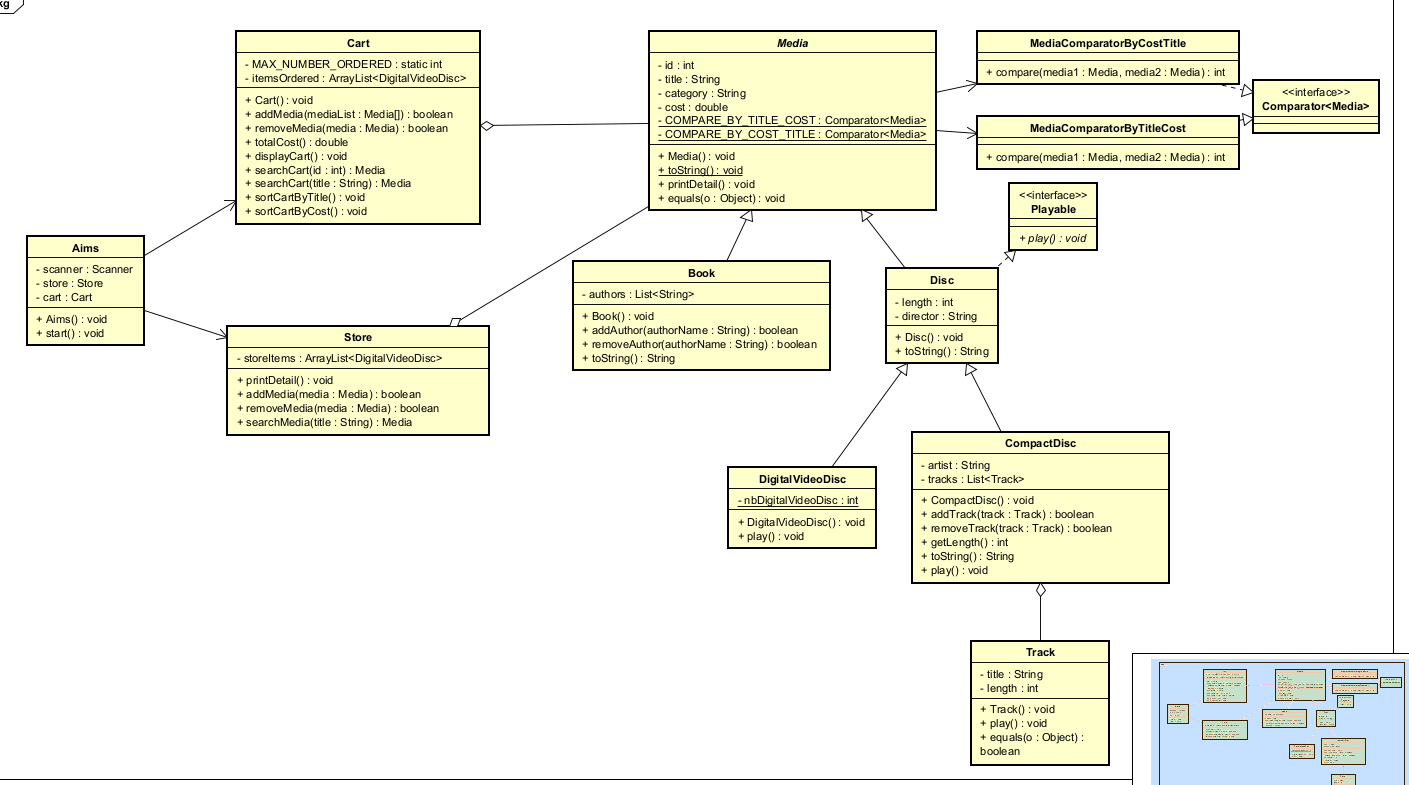 kg
Cart
- MAX_NUMBER_ORDERED : static int
- itemsOrdered : ArrayList<DigitalVideoDisc>
+ Cart() : void
+ addMedia(mediaList : Media[]) : boolean
+ removeMedia(media : Media) : boolean
+ totalCost() : double
+ displayCart() : void
+ searchCart(id : int) : Media
+ searchCart(title : String) : Media
+ sortCartByTitle() : void
+ sortCartByCost() : void
Media
- id : int
- title : String
- category : String
- cost : double
- COMPARE_BY_TITLE_COST : Comparator<Media>
- COMPARE_BY_COST_TITLE : Comparator<Media>
+ Media() : void
+ toString() : void
+ printDetail() : void
+ equals(o : Object) : void
MediaComparatorByCostTitle
+ compare(media1 : Media, media2 : Media) : int
<<interface>>
Comparator<Media>
MediaComparatorByTitleCost
+ compare(media1 : Media, media2 : Media) : int
<<interface>>
Playable
+ play() : void
Aims
- scanner : Scanner
- store : Store
- cart : Cart
+ Aims() : void
+ start() : void
Store
- storeItems : ArrayList<DigitalVideoDisc>
+ printDetail() : void
+ addMedia(media : Media) : boolean
+ removeMedia(media : Media) : boolean
+ searchMedia(title : String) : Media
Book
- authors : List<String>
+ Book() : void
+ addAuthor(authorName : String) : boolean
+ removeAuthor(authorName : String) : boolean
+ toString() : String
Disc
- length : int
- director : String
+ Disc() : void
+ toString() : String
DigitalVideoDisc
- nbDigitalVideoDisc : int
+ DigitalVideoDisc() : void
+ play() : void
CompactDisc
- artist : String
- tracks : List<Track>
+ CompactDisc() : void
+ addTrack(track : Track) : boolean
+ removeTrack(track : Track) : boolean
+ getLength() : int
+ toString() : String
+ play() : void
Track
- title : String
- length : int
+ Track() : void
+ play() : void
+ equals(o : Object) :
boolean